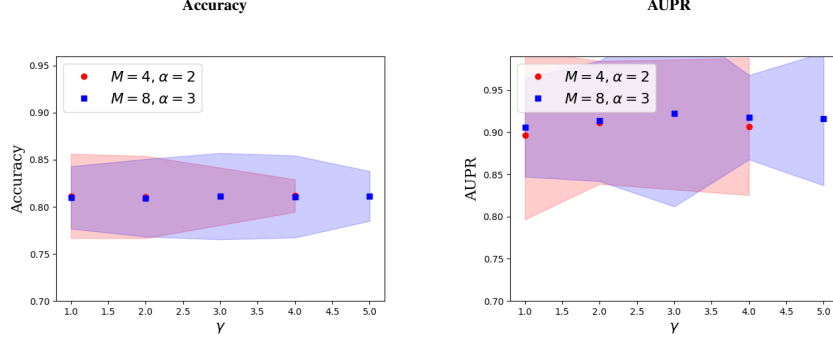 Accuracy
AUPR
M = 4, α = 2
M = 8, α = 3
Accuracy
0.95
0.90
0.85
0.80
0.75
0.70
1.0 1.5 2.0 2.5 3.0 3.5 4.0 4.5 5.0
γ
M = 4, α = 2
M = 8, α = 3
AUPR
0.95
0.90
0.85
0.80
0.75
0.70
1.0 1.5 2.0 2.5 3.0 3.5 4.0 4.5 5.0
γ